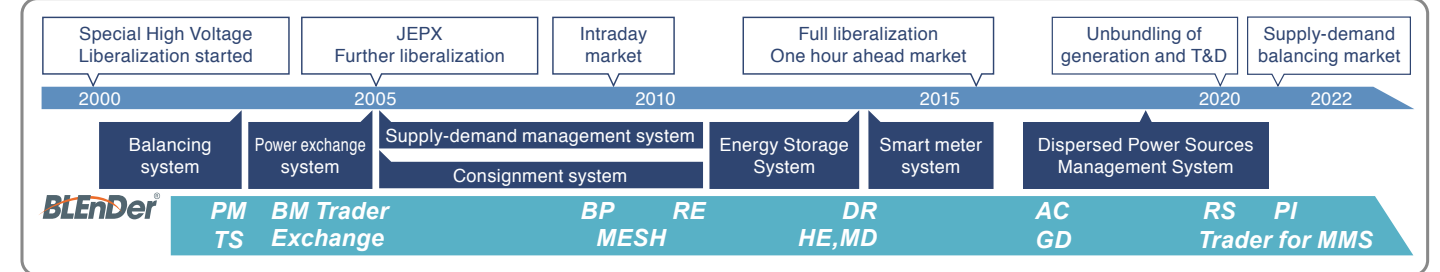 Special High Voltage
Liberalization started
JEPX
Further liberalization
Intraday
market
Full liberalization
One hour ahead market
Unbundling of
generation and T&D
Supply-demand
balancing market
2000
2005
2010
2015
2020
2022
Balancing
system
Power exchange
system
Supply-demand management system
Consignment system
Energy Storage
System
Smart meter
system
Dispersed Power Sources
Management System
BLEnDer®
PM
BM Trader
BP
RE
DR
AC
RS
PI
TS
Exchange
MESH
HE,MD
GD
Trader for MMS